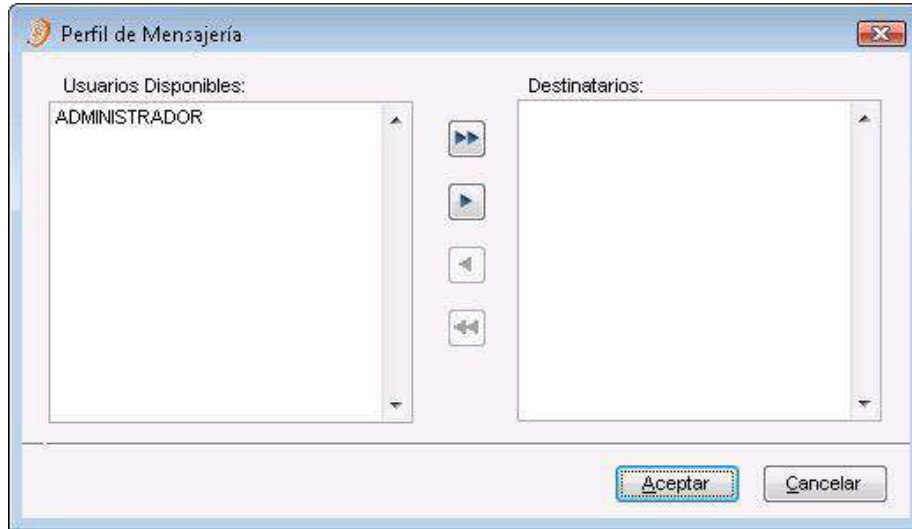 Perfil de Mensajería
Usuarios Disponibles:
Destinatarios:
ADMINISTRADOR
Aceptar
Cancelar